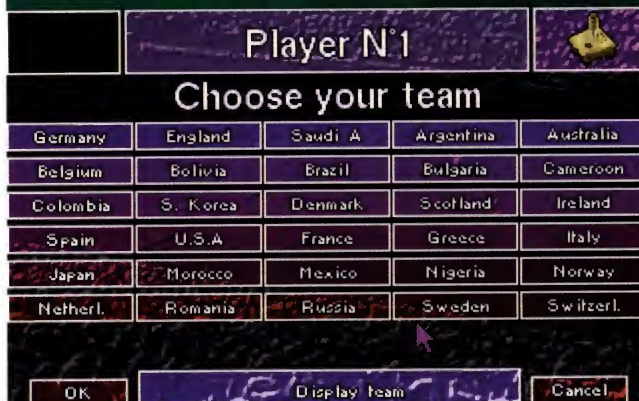 Player N°1
Choose your team
Germany England Saudi A Argentina Australia
Belgium Bolivia Brazil Bulgaria Cameroon
Colombia S. Korea Denmark Scotland Ireland
Spain U.S.A France Greece Italy
Japan Morocco Mexico Nigeria Norway
Netherl. Romania Russia Sweden Switzerl.
OK Display team Cancel